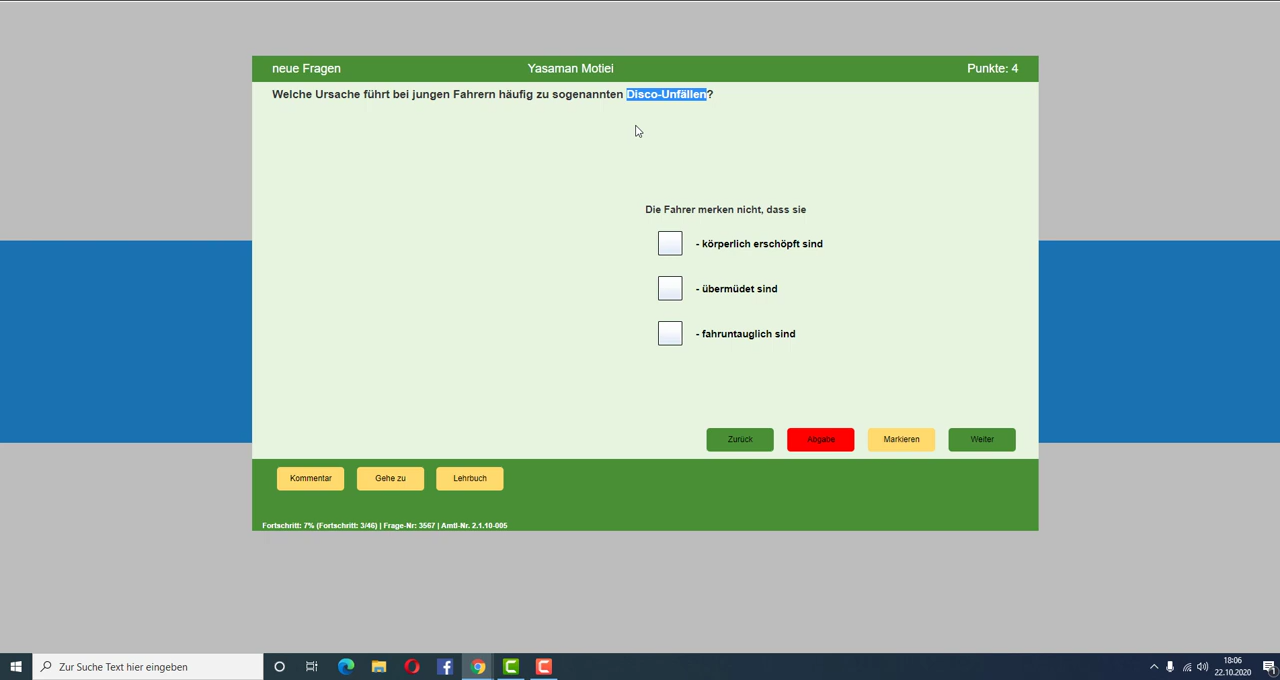 neue Fragen Yasaman Motiei Punkte: 4
Welche Ursache führt bei jungen Fahrern häufig zu sogenannten Disco-Unfällen?
Die Fahrer merken nicht, dass sie
- körperlich erschöpft sind
- übermüdet sind
- fahruntauglich sind
Zurück Abgabe Markieren Weiter
Kommentar Gehe zu Lehrbuch
Fortschritt: 7% (Fortschritt: 3/46) | Frage-Nr: 3567 | Amtl-Nr. 2.1.10-005
Zur Suche Text hier eingeben
18:06
22.10.2020